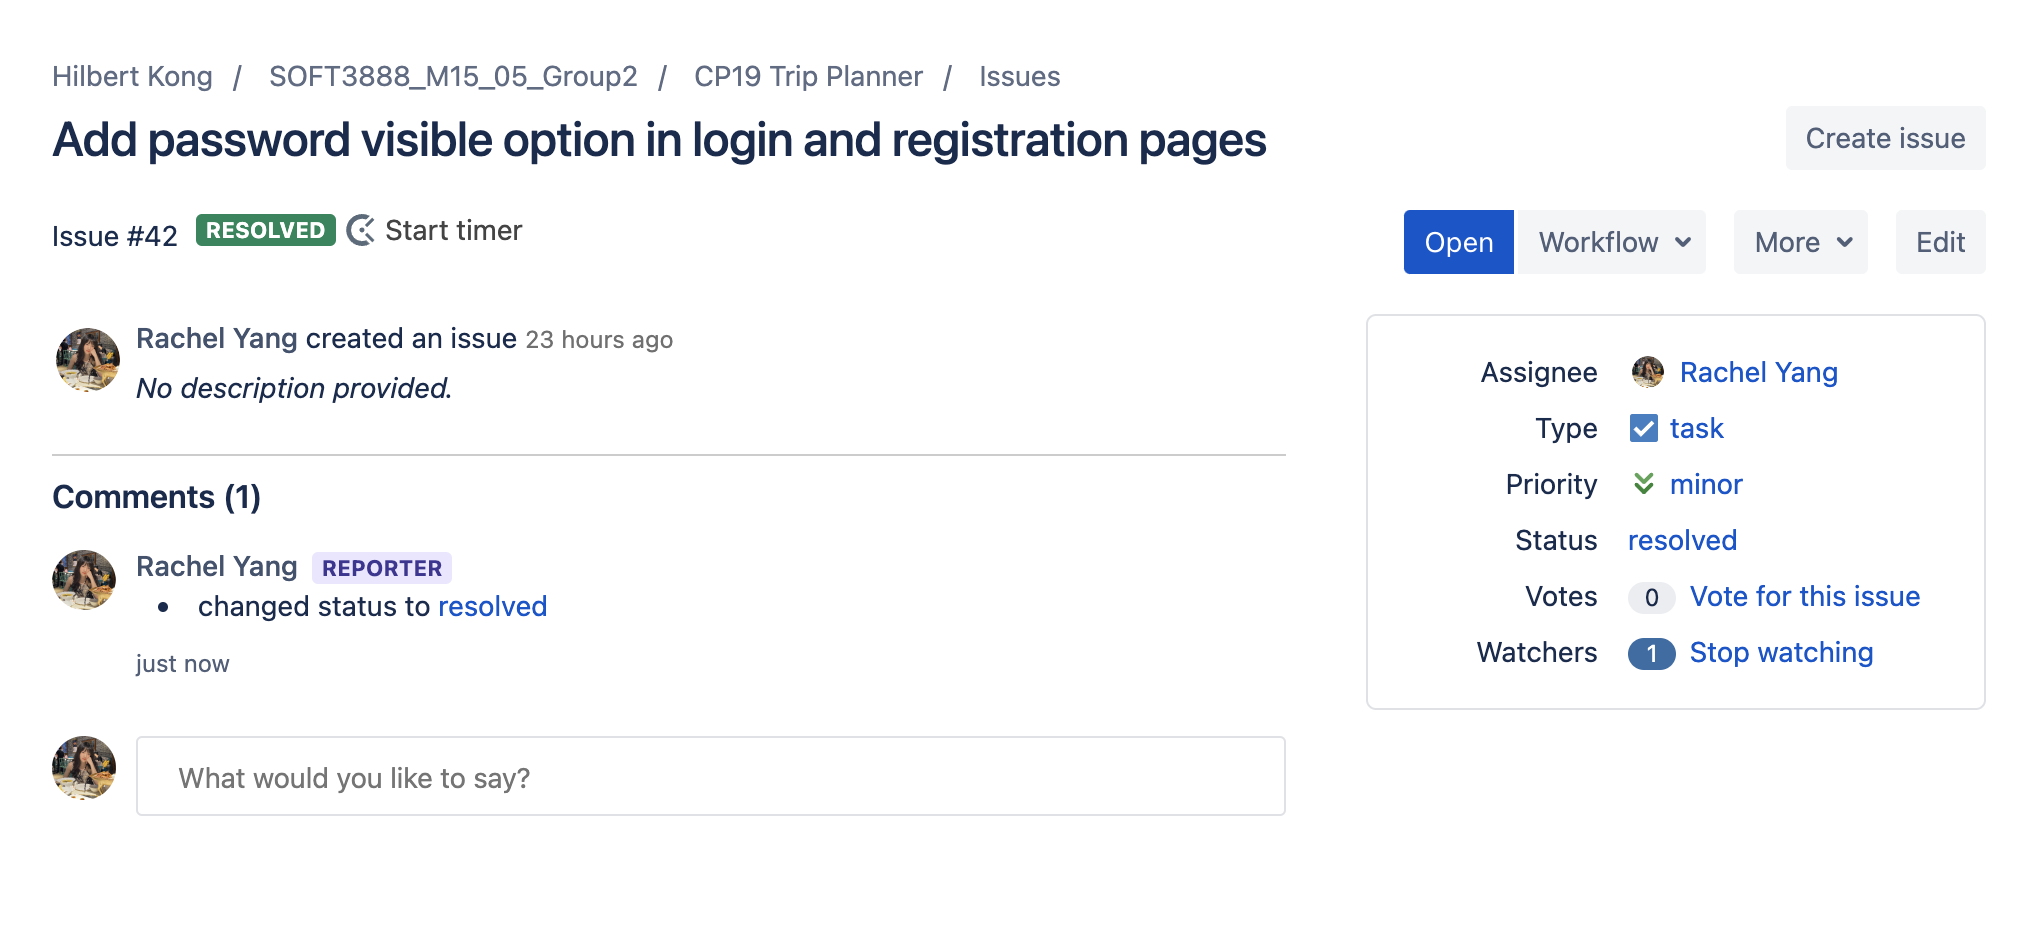 Hilbert Kong / SOFT3888_M15_05_Group2 / CP19 Trip Planner / Issues
Add password visible option in login and registration pages
Create issue
Issue #42 RESOLVED Start timer
Open Workflow More Edit
Rachel Yang created an issue 23 hours ago
No description provided.
Assignee Rachel Yang
Type task
Priority minor
Status resolved
Votes 0 Vote for this issue
Watchers 1 Stop watching
Comments (1)
Rachel Yang REPORTER
• changed status to resolved
just now
What would you like to say?